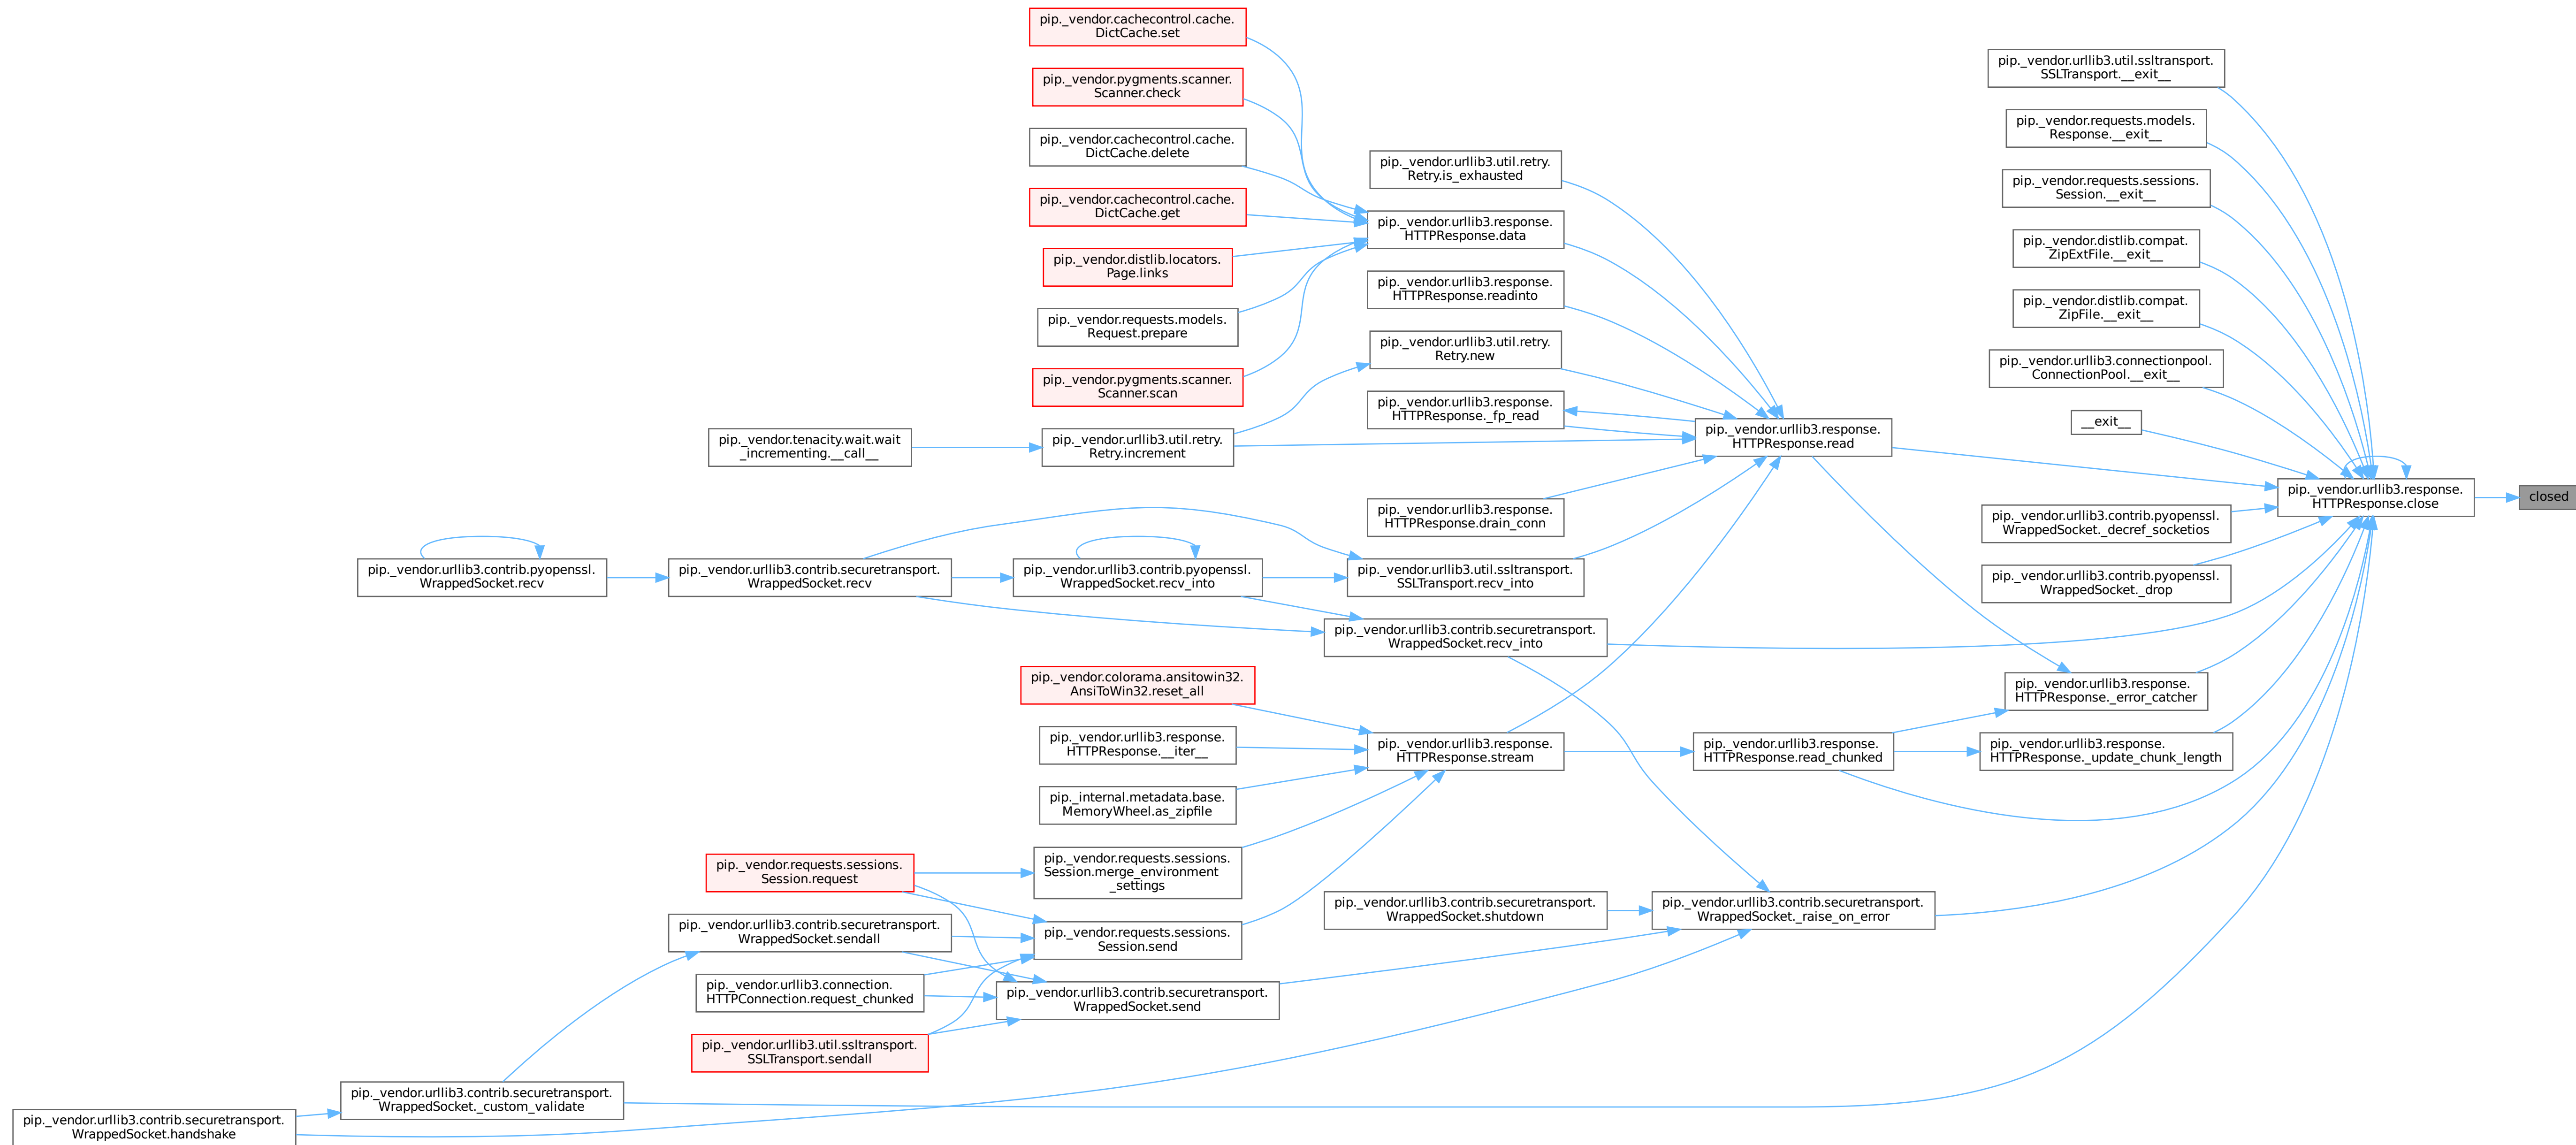 pip._vendor.cachecontrol.cache.
DictCache.set
pip._vendor.pygments.scanner.
Scanner.check
pip._vendor.cachecontrol.cache.
DictCache.delete
pip._vendor.cachecontrol.cache.
DictCache.get
pip._vendor.distlib.locators.
Page.links
pip._vendor.requests.models.
Request.prepare
pip._vendor.pygments.scanner.
Scanner.scan
pip._vendor.tenacity.wait.wait
_incrementing.__call__
pip._vendor.urllib3.util.retry.
Retry.increment
pip._vendor.urllib3.util.retry.
Retry.is_exhausted
pip._vendor.urllib3.response.
HTTPResponse.data
pip._vendor.urllib3.response.
HTTPResponse.readinto
pip._vendor.urllib3.util.retry.
Retry.new
pip._vendor.urllib3.response.
HTTPResponse._fp_read
pip._vendor.urllib3.response.
HTTPResponse.read
pip._vendor.urllib3.response.
HTTPResponse.drain_conn
pip._vendor.urllib3.util.ssltransport.
SSLTransport.__exit__
pip._vendor.requests.models.
Response.__exit__
pip._vendor.requests.sessions.
Session.__exit__
pip._vendor.distlib.compat.
ZipExtFile.__exit__
pip._vendor.distlib.compat.
ZipFile.__exit__
pip._vendor.urllib3.connectionpool.
ConnectionPool.__exit__
__exit__
pip._vendor.urllib3.response.
HTTPResponse.close
closed
pip._vendor.urllib3.contrib.pyopenssl.
WrappedSocket._decref_socketios
pip._vendor.urllib3.contrib.pyopenssl.
WrappedSocket._drop
pip._vendor.urllib3.contrib.pyopenssl.
WrappedSocket.recv
pip._vendor.urllib3.contrib.securetransport.
WrappedSocket.recv
pip._vendor.urllib3.contrib.pyopenssl.
WrappedSocket.recv_into
pip._vendor.urllib3.util.ssltransport.
SSLTransport.recv_into
pip._vendor.urllib3.contrib.securetransport.
WrappedSocket.recv_into
pip._vendor.colorama.ansitowin32.
AnsiToWin32.reset_all
pip._vendor.urllib3.response.
HTTPResponse.__iter__
pip._internal.metadata.base.
MemoryWheel.as_zipfile
pip._vendor.urllib3.response.
HTTPResponse.stream
pip._vendor.urllib3.response.
HTTPResponse.read_chunked
pip._vendor.urllib3.response.
HTTPResponse._error_catcher
pip._vendor.urllib3.response.
HTTPResponse._update_chunk_length
pip._vendor.requests.sessions.
Session.request
pip._vendor.requests.sessions.
Session.merge_environment
_settings
pip._vendor.urllib3.contrib.securetransport.
WrappedSocket.shutdown
pip._vendor.urllib3.contrib.securetransport.
WrappedSocket._raise_on_error
pip._vendor.urllib3.contrib.securetransport.
WrappedSocket.sendall
pip._vendor.requests.sessions.
Session.send
pip._vendor.urllib3.connection.
HTTPConnection.request_chunked
pip._vendor.urllib3.contrib.securetransport.
WrappedSocket.send
pip._vendor.urllib3.util.ssltransport.
SSLTransport.sendall
pip._vendor.urllib3.contrib.securetransport.
WrappedSocket._custom_validate
pip._vendor.urllib3.contrib.securetransport.
WrappedSocket.handshake